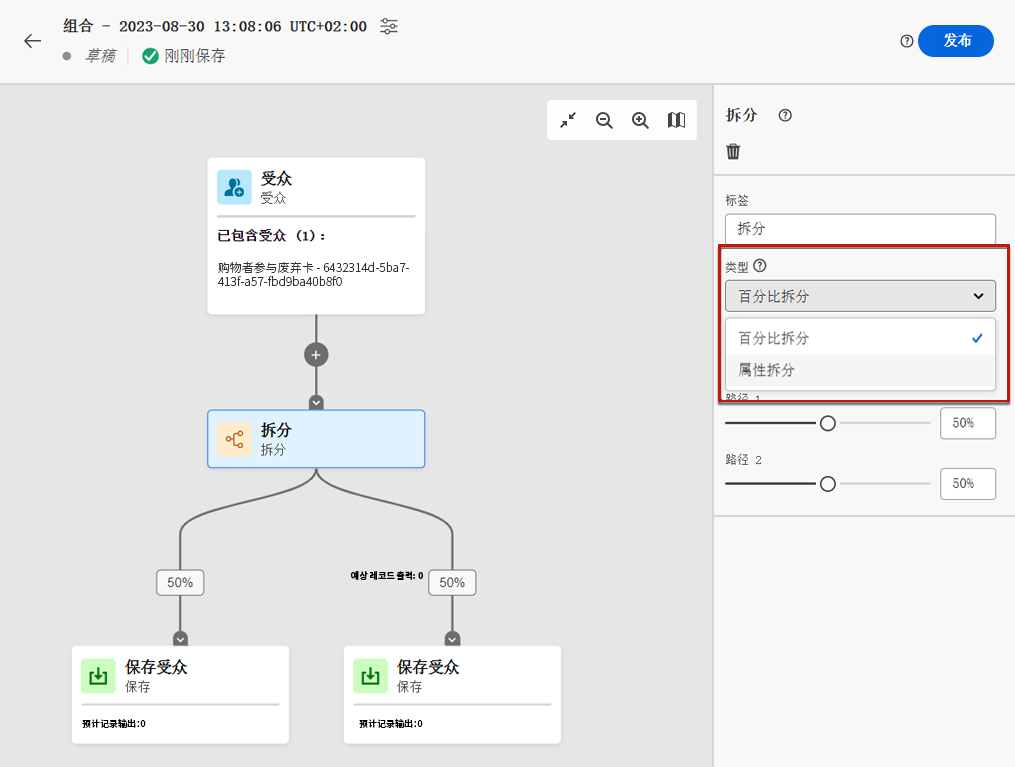 组合 - 2023-08-30 13:08:06 UTC+02:00
草稿
刚刚保存
发布
受众
受众
已包含受众 (1):
购物者参与废弃卡 - 6432314d-5ba7-
413f-a57-fbd9ba40b8f0
拆分
拆分
50%
예상 레코드 출력: 0
50%
保存受众
保存
预计记录输出:0
保存受众
保存
预计记录输出:0
拆分
标签
拆分
类型
百分比拆分
百分比拆分
属性拆分
路径 1
50%
路径 2
50%